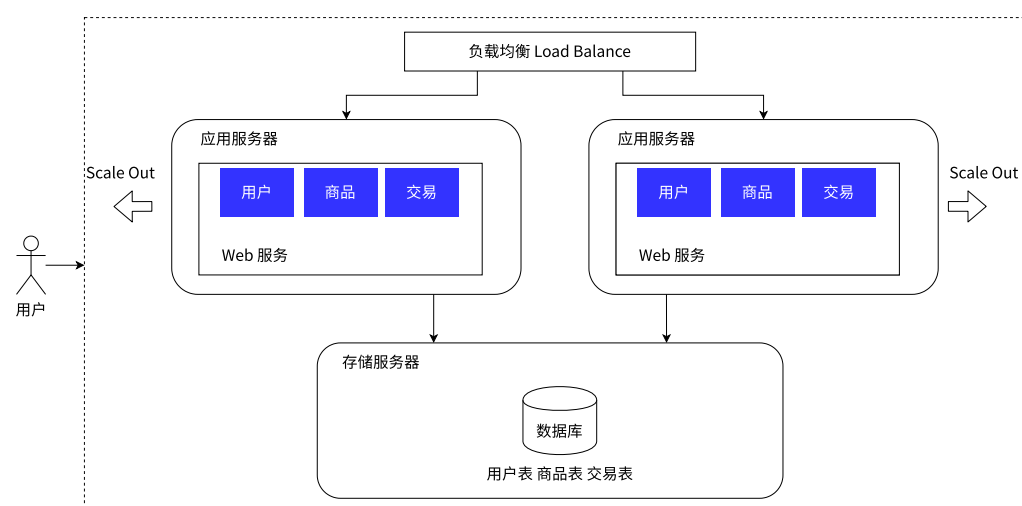 负载均衡 Load Balance
应用服务器
应用服务器
Scale Out
Scale Out
用户 商品 交易
用户 商品 交易
Web 服务
Web 服务
用户
存储服务器
数据库
用户表 商品表 交易表